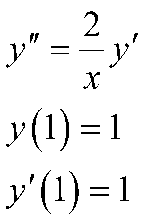 y″ = 2/x y′
y(1) = 1
y′(1) = 1